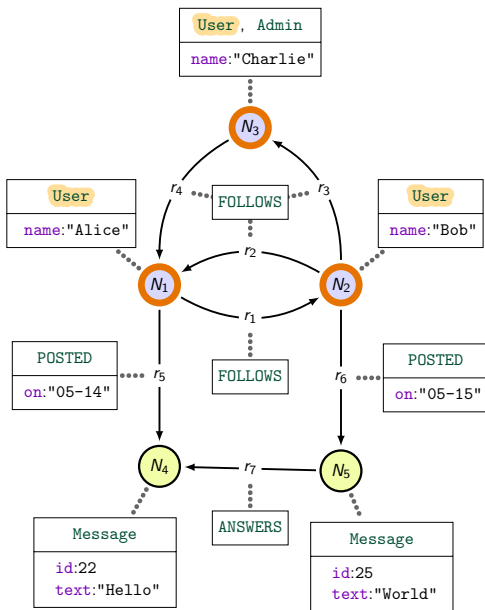 User, Admin
name:"Charlie"
N3
r4
FOLLOWS
r3
User
name:"Alice"
User
name:"Bob"
r2
N1
N2
r1
POSTED
on:"05-14"
r5
FOLLOWS
r6
POSTED
on:"05-15"
N4
r7
N5
ANSWERS
Message
id:22
text:"Hello"
Message
id:25
text:"World"